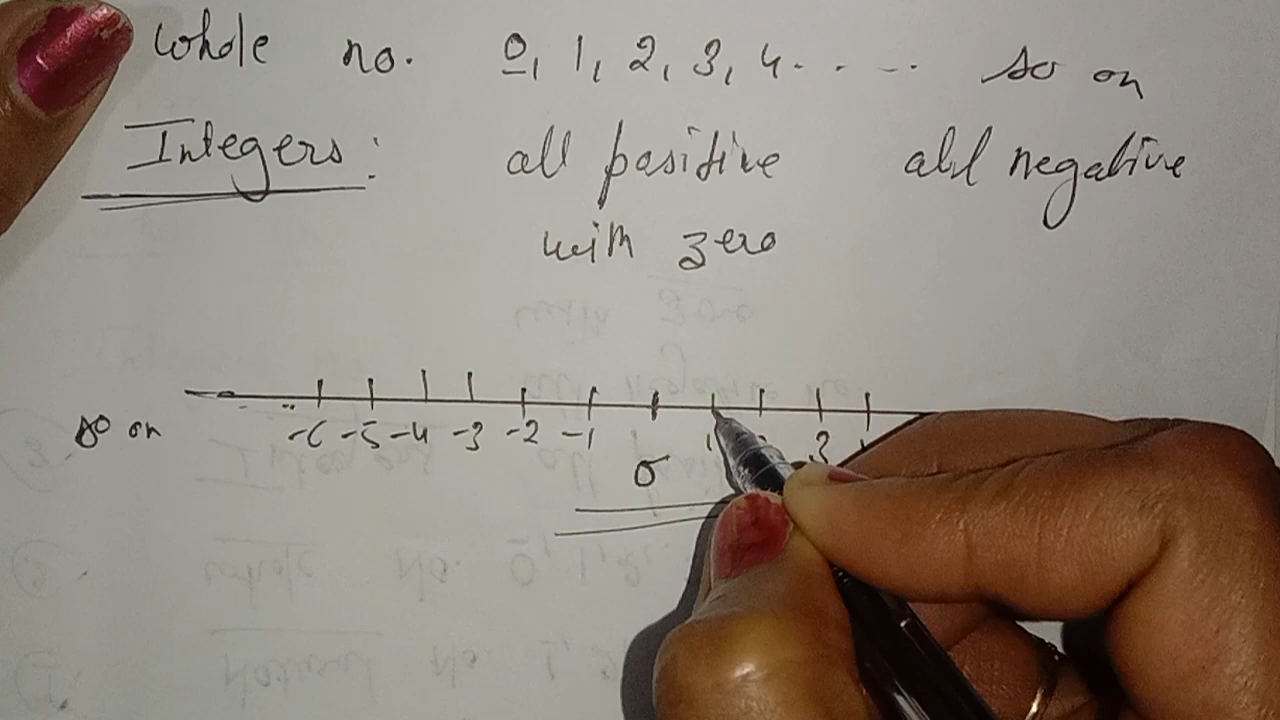 whole no. 0, 1, 2, 3, 4. . . -. so on
Integers: all positive all negative
with zero
so on -6 -5 -4 -3 -2 -1 0 1 3